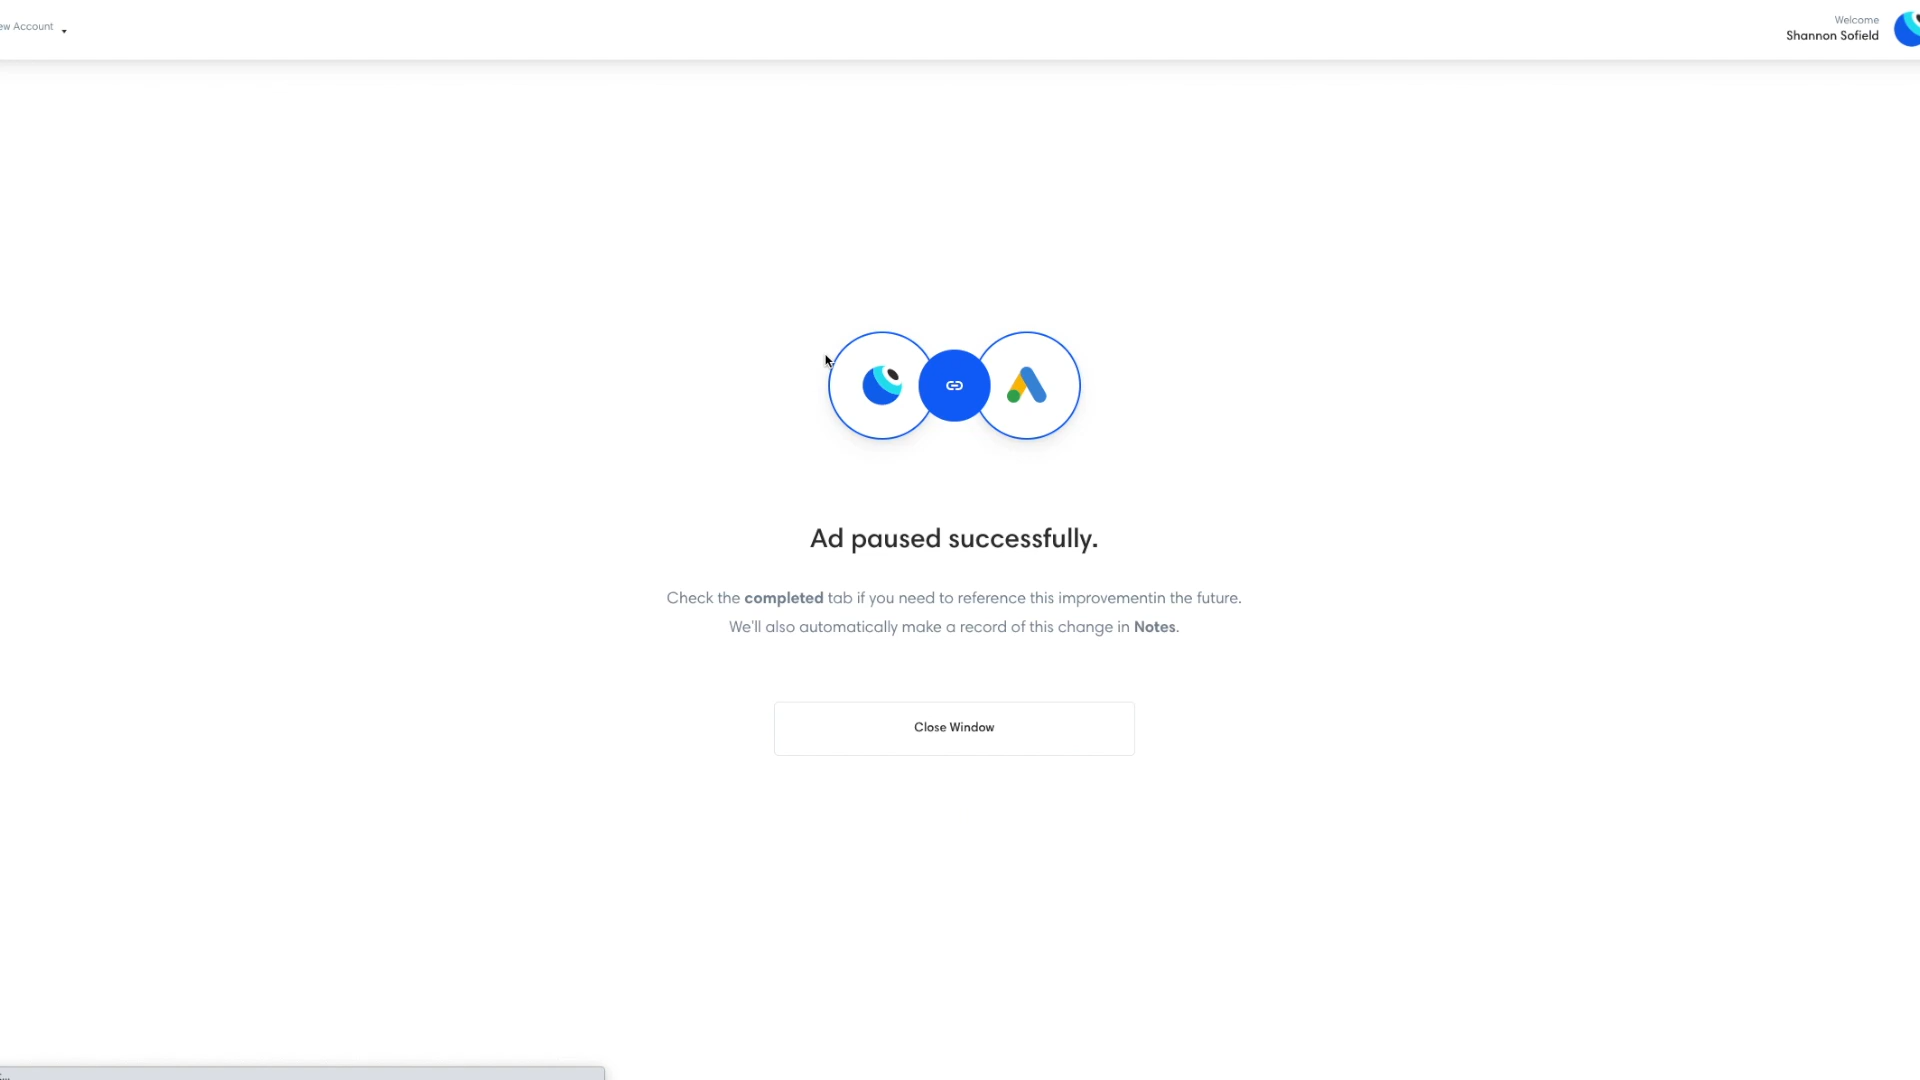 ew Account
Welcome
Shannon Sofield
Ad paused successfully.
Check the completed tab if you need to reference this improvementin the future.
We'll also automatically make a record of this change in Notes.
Close Window